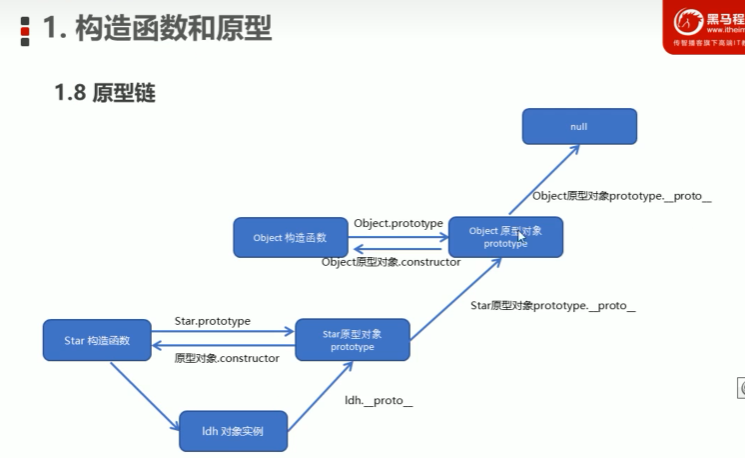 1. 构造函数和原型
黑马程
www.itheim
传智播客旗下高端IT教
1.8 原型链
null
Object原型对象prototype.__proto__
Object.prototype
Object 构造函数
Object 原型对象
prototype
Object原型对象.constructor
Star原型对象prototype.__proto__
Star.prototype
Star 构造函数
Star原型对象
prototype
原型对象.constructor
ldh.__proto__
ldh 对象实例